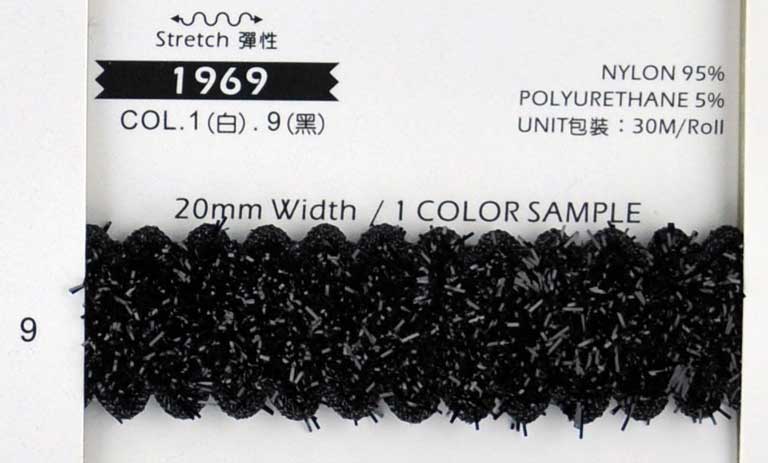 Stretch 彈性
1969
COL.1(白).9(黑)
NYLON 95%
POLYURETHANE 5%
UNIT包裝：30M/Roll
20mm Width / 1 COLOR SAMPLE
9